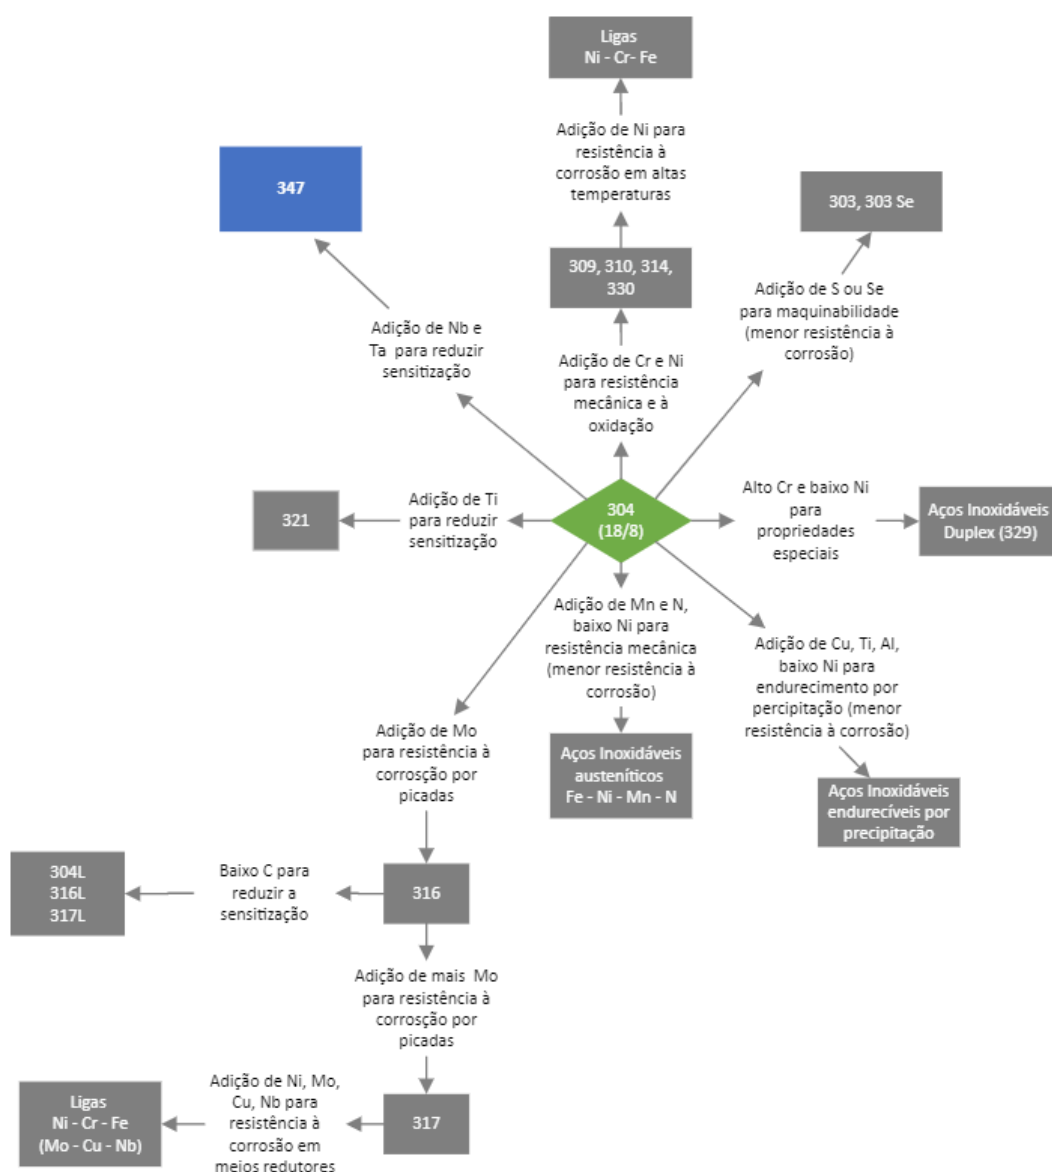 Ligas
Ni - Cr- Fe
Adição de Ni para
resistência à
corrosão em altas
temperaturas
347
303, 303 Se
309, 310, 314,
330
Adição de S ou Se
para maquinabilidade
(menor resistência à
corrosão)
Adição de Nb e
Ta para reduzir
sensitização
Adição de Cr e Ni
para resistência
mecânica e à
oxidação
321
Adição de Ti
para reduzir
sensitização
304
(18/8)
Alto Cr e baixo Ni
para
propriedades
especiais
Aços Inoxidáveis
Duplex (329)
Adição de Mn e N,
baixo Ni para
resistência mecânica
(menor resistência à
corrosão)
Adição de Cu, Ti, Al,
baixo Ni para
endurecimento por
percipitação (menor
resistência à corrosão)
Adição de Mo
para resistência à
corrosção por
picadas
Aços Inoxidáveis
austeníticos
Fe - Ni - Mn - N
Aços Inoxidáveis
endurecíveis por
precipitação
304L
316L
317L
Baixo C para
reduzir a
sensitização
316
Adição de mais Mo
para resistência à
corrosção por
picadas
Ligas
Ni - Cr - Fe
(Mo - Cu - Nb)
Adição de Ni, Mo,
Cu, Nb para
resistência à
corrosão em
meios redutores
317